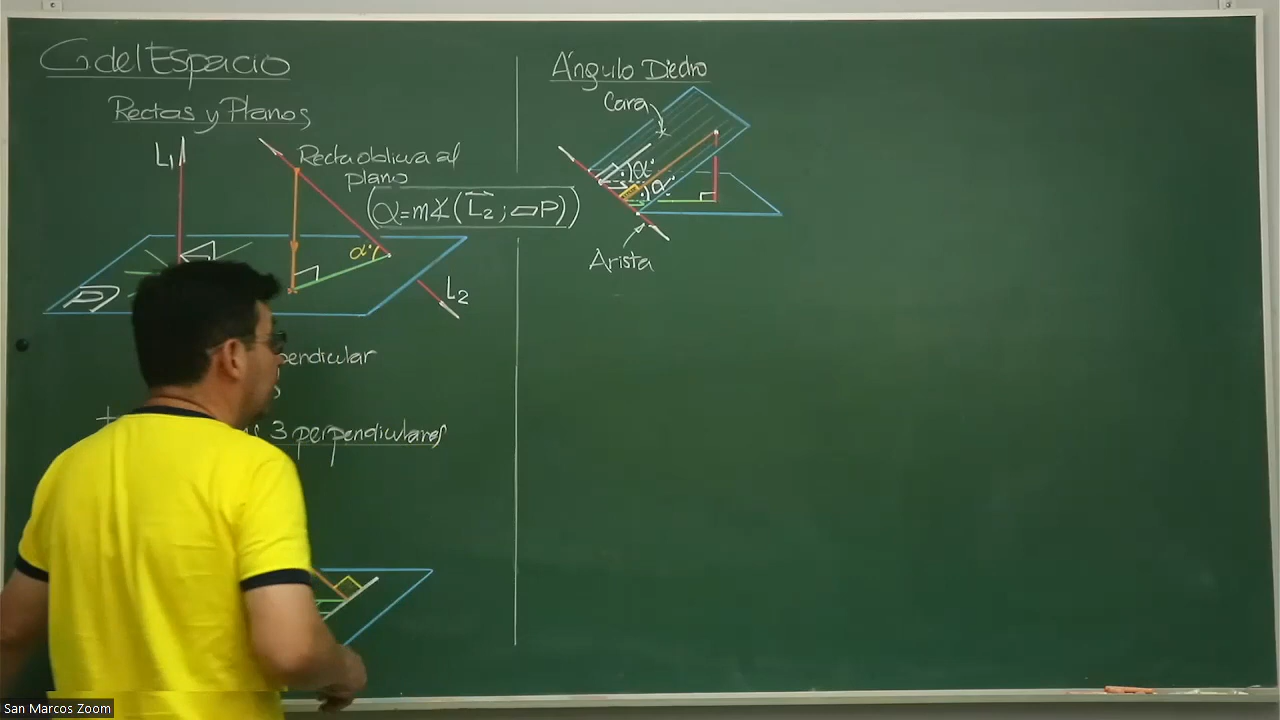 G del Espacio
Rectas y Planos
L1
Recta oblicua al
plano
α=m∡(L2; ▱P)
α°
P
L2
pendicular
3 perpendiculares
Ángulo Diedro
Cara
α°
α°
Arista
San Marcos Zoom